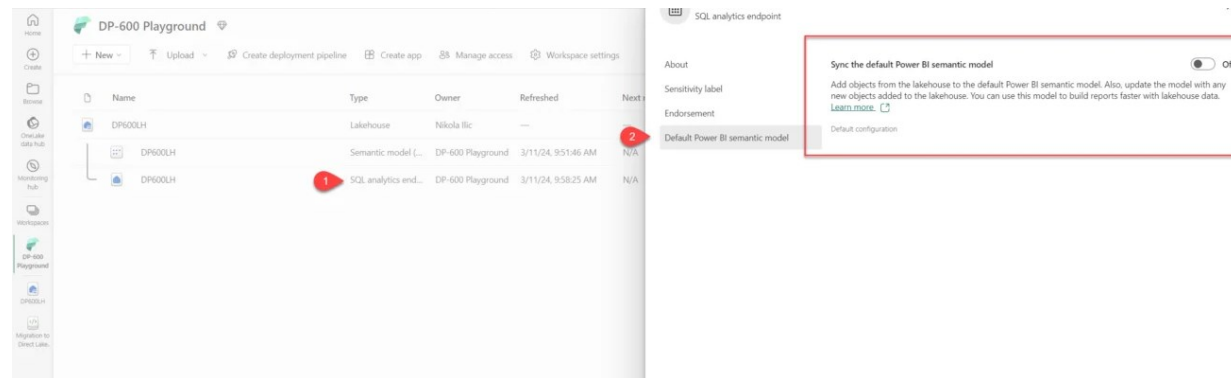 Home
Create
Browse
OneLake
data hub
Monitoring
hub
Workspaces
DP-600
Playground
DP600LH
Migration to
Direct Lake..
DP-600 Playground
New
Upload
Create deployment pipeline
Create app
Manage access
Workspace settings
Name Type Owner Refreshed Next
DP600LH Lakehouse Nikola Ilic —
DP600LH Semantic model (... DP-600 Playground 3/11/24, 9:51:46 AM N/A
1
DP600LH SQL analytics end... DP-600 Playground 3/11/24, 9:58:25 AM N/A
SQL analytics endpoint
About
Sensitivity label
Endorsement
2
Default Power BI semantic model
Sync the default Power BI semantic model
Add objects from the lakehouse to the default Power BI semantic model. Also, update the model with any
new objects added to the lakehouse. You can use this model to build reports faster with lakehouse data.
Learn more.
Default configuration